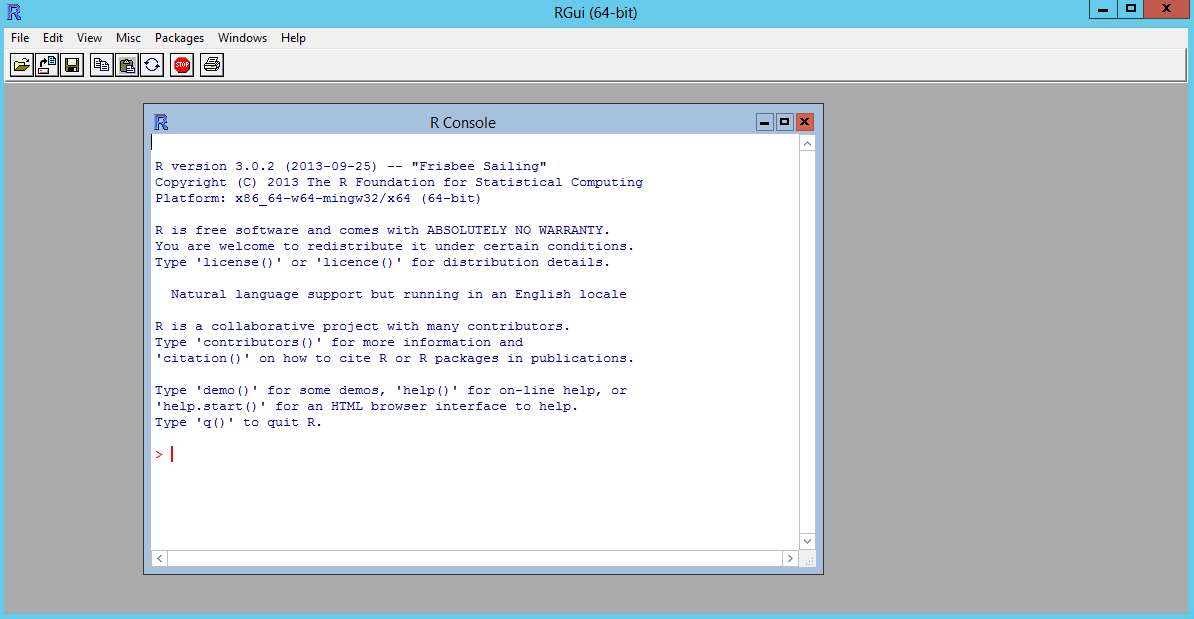 RGui (64-bit)
File Edit View Misc Packages Windows Help
STOP
R Console
R version 3.0.2 (2013-09-25) -- "Frisbee Sailing"
Copyright (C) 2013 The R Foundation for Statistical Computing
Platform: x86_64-w64-mingw32/x64 (64-bit)
R is free software and comes with ABSOLUTELY NO WARRANTY.
You are welcome to redistribute it under certain conditions.
Type 'license()' or 'licence()' for distribution details.
Natural language support but running in an English locale
R is a collaborative project with many contributors.
Type 'contributors()' for more information and
'citation()' on how to cite R or R packages in publications.
Type 'demo()' for some demos, 'help()' for on-line help, or
'help.start()' for an HTML browser interface to help.
Type 'q()' to quit R.
>